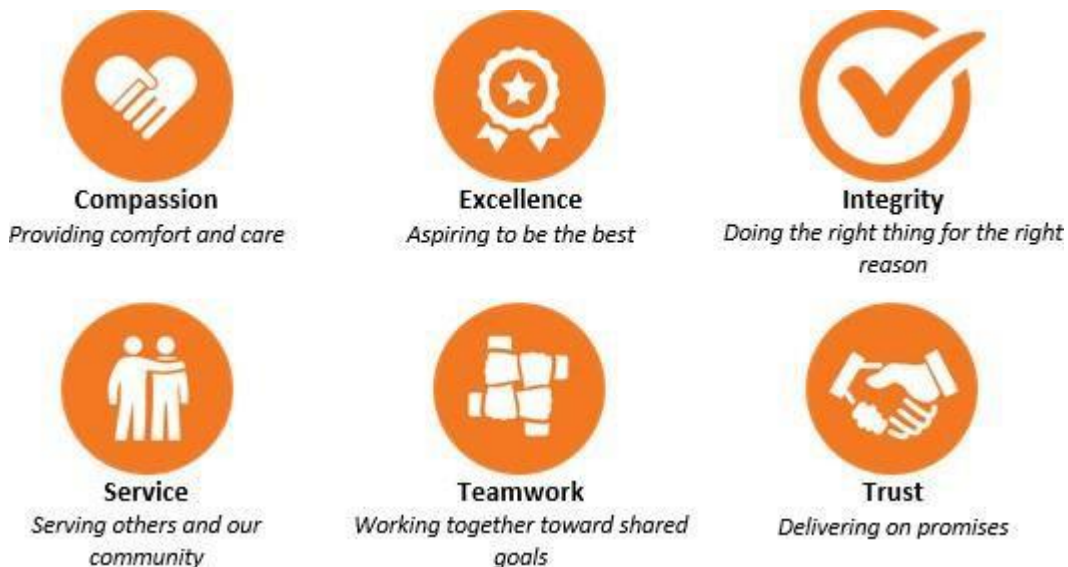 Compassion
Providing comfort and care
Excellence
Aspiring to be the best
Integrity
Doing the right thing for the right
reason
Service
Serving others and our
community
Teamwork
Working together toward shared
goals
Trust
Delivering on promises